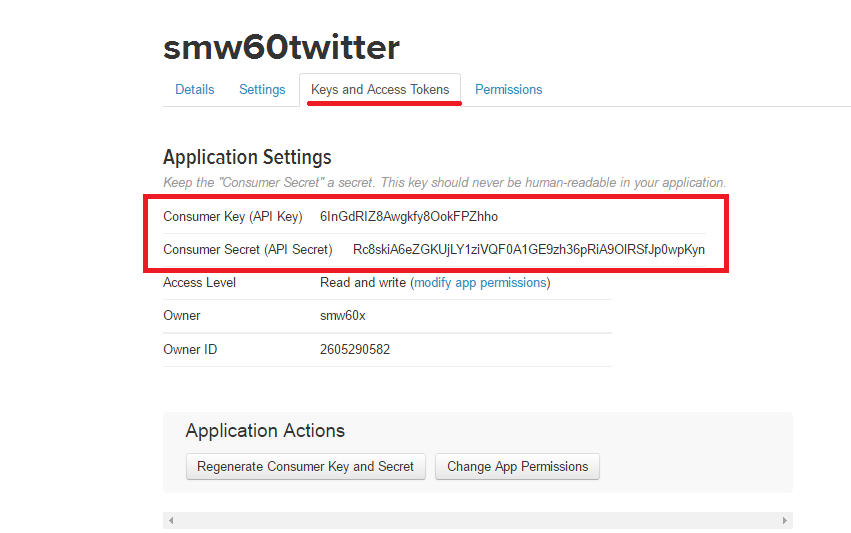 smw60twitter
Details Settings Keys and Access Tokens Permissions
Application Settings
Keep the "Consumer Secret" a secret. This key should never be human-readable in your application.
Consumer Key (API Key) 6InGdRIZ8Awgkfy8OokFPZhho
Consumer Secret (API Secret) Rc8skiA6eZGKUjLY1ziVQF0A1GE9zh36pRiA9OlRSfJp0wpKyn
Access Level Read and write (modify app permissions)
Owner smw60x
Owner ID 2605290582
Application Actions
Regenerate Consumer Key and Secret Change App Permissions